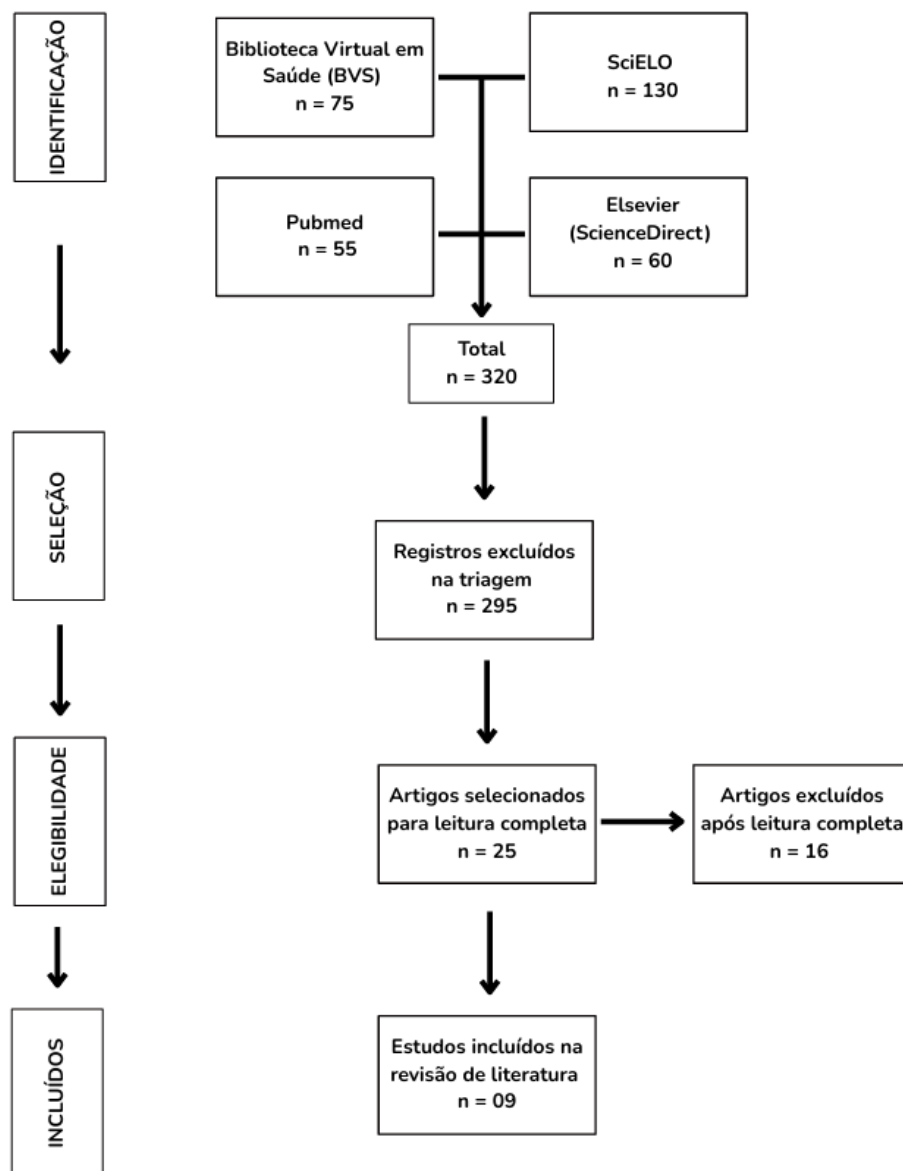 IDENTIFICAÇÃO
Biblioteca Virtual em
Saúde (BVS)
n = 75
SciELO
n = 130
Pubmed
n = 55
Elsevier
(ScienceDirect)
n = 60
Total
n = 320
SELEÇÃO
Registros excluídos
na triagem
n = 295
ELEGIBILIDADE
Artigos selecionados
para leitura completa
n = 25
Artigos excluídos
após leitura completa
n = 16
INCLUÍDOS
Estudos incluídos na
revisão de literatura
n = 09